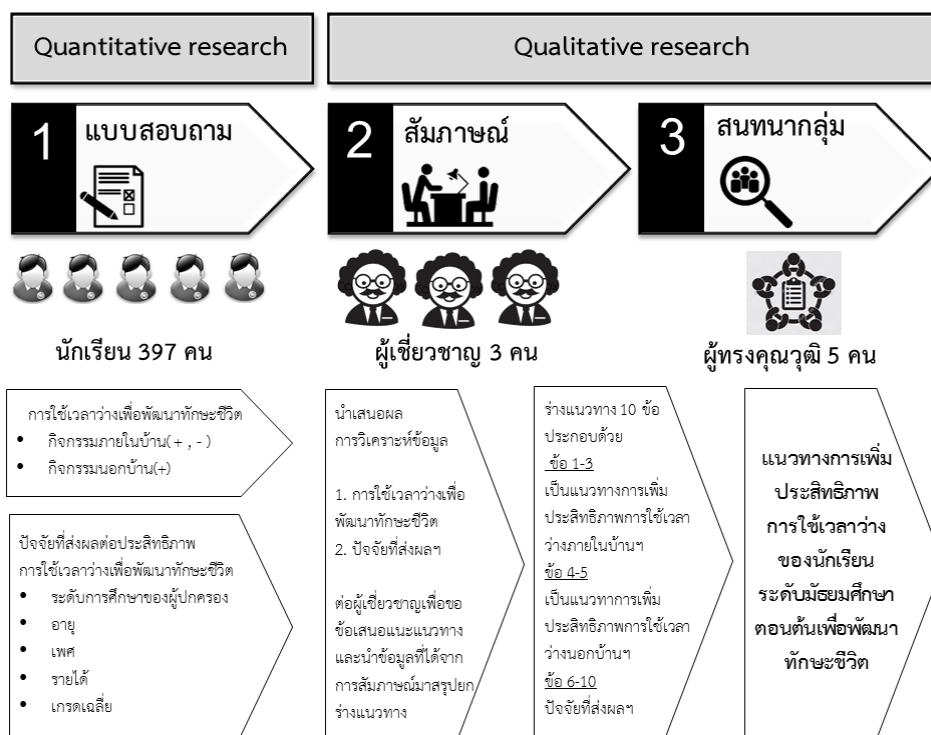 Quantitative research
Qualitative research
1
แบบสอบถาม
2
สัมภาษณ์
3
สนทนากลุ่ม
นักเรียน 397 คน
ผู้เชี่ยวชาญ 3 คน
ผู้ทรงคุณวุฒิ 5 คน
การใช้เวลาว่างเพื่อพัฒนาทักษะชีวิต
• กิจกรรมภายในบ้าน(+ , - )
• กิจกรรมนอกบ้าน(+)
ปัจจัยที่ส่งผลต่อประสิทธิภาพ
การใช้เวลาว่างเพื่อพัฒนาทักษะชีวิต
• ระดับการศึกษาของผู้ปกครอง
• อายุ
• เพศ
• รายได้
• เกรดเฉลี่ย
นำเสนอผล
การวิเคราะห์ข้อมูล
1. การใช้เวลาว่างเพื่อ
พัฒนาทักษะชีวิต
2. ปัจจัยที่ส่งผลฯ
ต่อผู้เชี่ยวชาญเพื่อขอ
ข้อเสนอแนะแนวทาง
และนำข้อมูลที่ได้จาก
การสัมภาษณ์มาสรุปยก
ร่างแนวทาง
ร่างแนวทาง 10 ข้อ
ประกอบด้วย
ข้อ 1-3
เป็นแนวทางการเพิ่ม
ประสิทธิภาพการใช้เวลา
ว่างภายในบ้านฯ
ข้อ 4-5
เป็นแนวทาการเพิ่ม
ประสิทธิภาพการใช้เวลา
ว่างนอกบ้านฯ
ข้อ 6-10
ปัจจัยที่ส่งผลฯ
แนวทางการเพิ่ม
ประสิทธิภาพ
การใช้เวลาว่าง
ของนักเรียน
ระดับมัธยมศึกษา
ตอนต้นเพื่อพัฒนา
ทักษะชีวิต